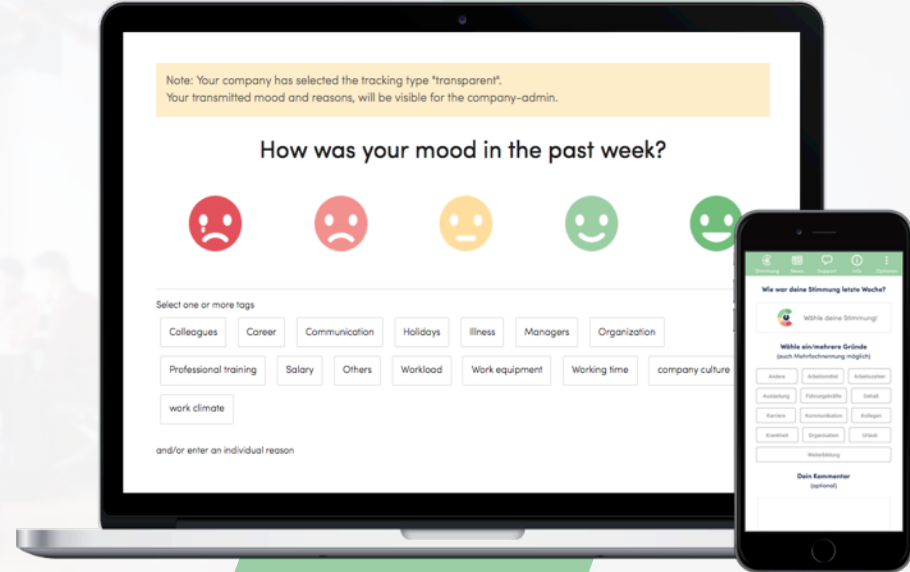 Note: Your company has selected the tracking type "transparent".
Your transmitted mood and reasons, will be visible for the company-admin.
How was your mood in the past week?
Select one or more tags
Colleagues Career Communication Holidays Illness Managers Organization
Professional training Salary Others Workload Work equipment Working time company culture
work climate
and/or enter an individual reason
Stimmung News Support Info Optionen
Wie war deine Stimmung letzte Woche?
Wähle deine Stimmung!
Wähle ein/mehrere Gründe
(auch Mehrfachnennung möglich)
Andere Arbeitsmittel Arbeitszeiten
Auslastung Führungskräfte Gehalt
Karriere Kommunikation Kollegen
Krankheit Organisation Urlaub
Weiterbildung
Dein Kommentar
(optional)